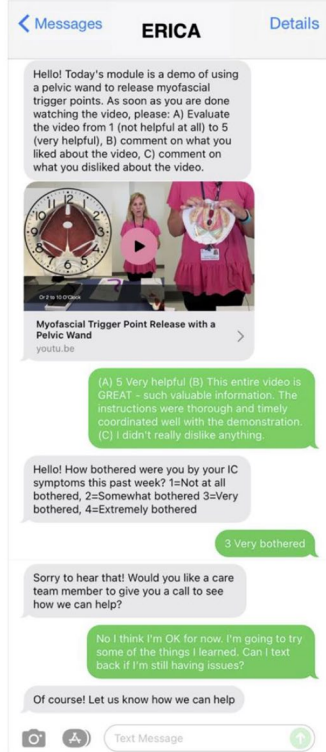 Messages
ERICA
Details
Hello! Today's module is a demo of using
a pelvic wand to release myofascial
trigger points. As soon as you are done
watching the video, please: A) Evaluate
the video from 1 (not helpful at all) to 5
(very helpful), B) comment on what you
liked about the video, C) comment on
what you disliked about the video.
Or 2 to 10 O'Clock
Myofascial Trigger Point Release with a
Pelvic Wand
youtu.be
(A) 5 Very helpful (B) This entire video is
GREAT - such valuable information. The
instructions were thorough and timely
coordinated well with the demonstration.
(C) I didn't really dislike anything.
Hello! How bothered were you by your IC
symptoms this past week? 1=Not at all
bothered, 2=Somewhat bothered 3=Very
bothered, 4=Extremely bothered
3 Very bothered
Sorry to hear that! Would you like a care
team member to give you a call to see
how we can help?
No I think I'm OK for now. I'm going to try
some of the things I learned. Can I text
back if I'm still having issues?
Of course! Let us know how we can help
Text Message